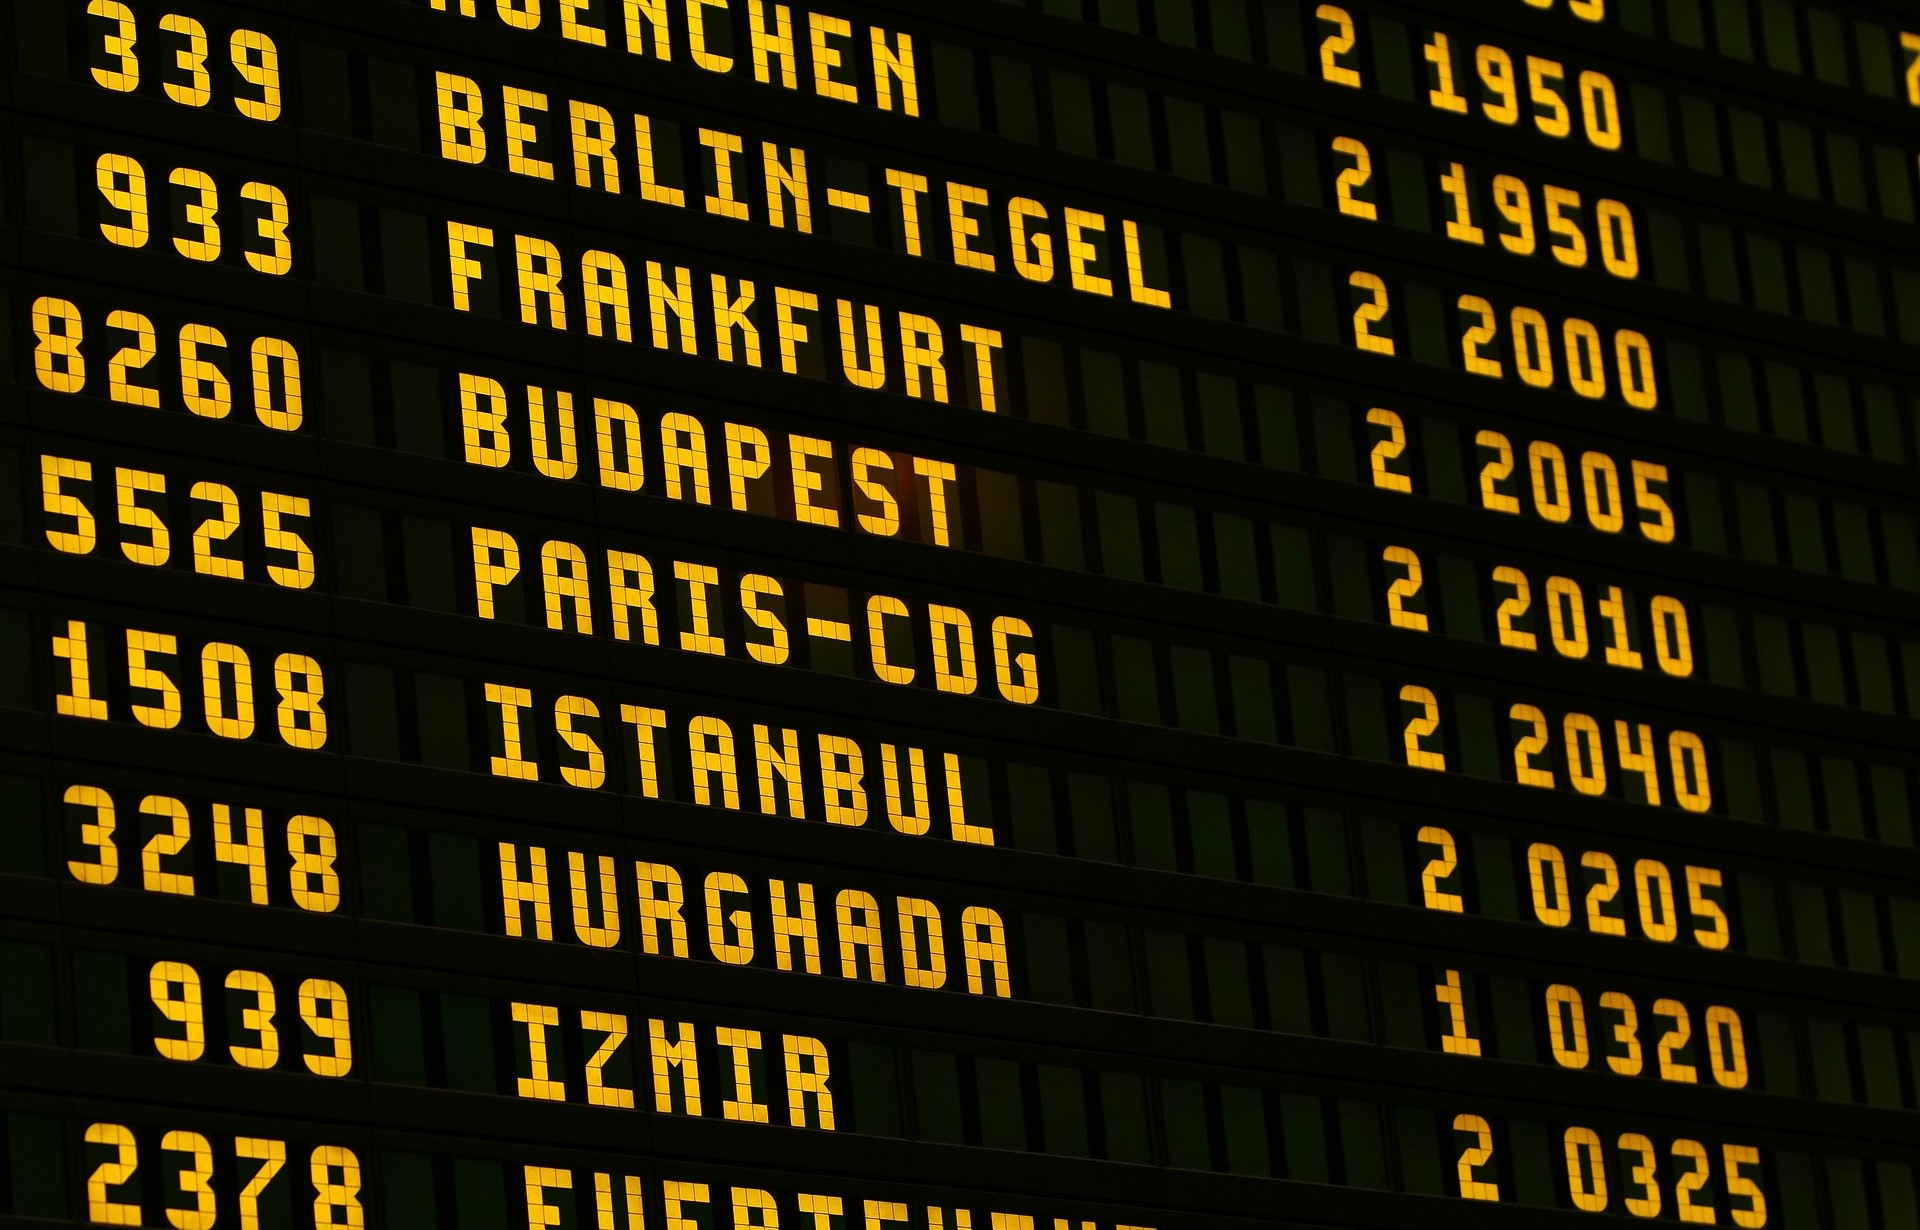 2 1950
MUENCHEN 2 1950
339 BERLIN-TEGEL 2 2000
933 FRANKFURT 2 2005
8260 BUDAPEST 2 2010
5525 PARIS-CDG 2 2040
1508 ISTANBUL 2 0205
3248 HURGHADA 1 0320
939 IZMIR 2 0325
2378